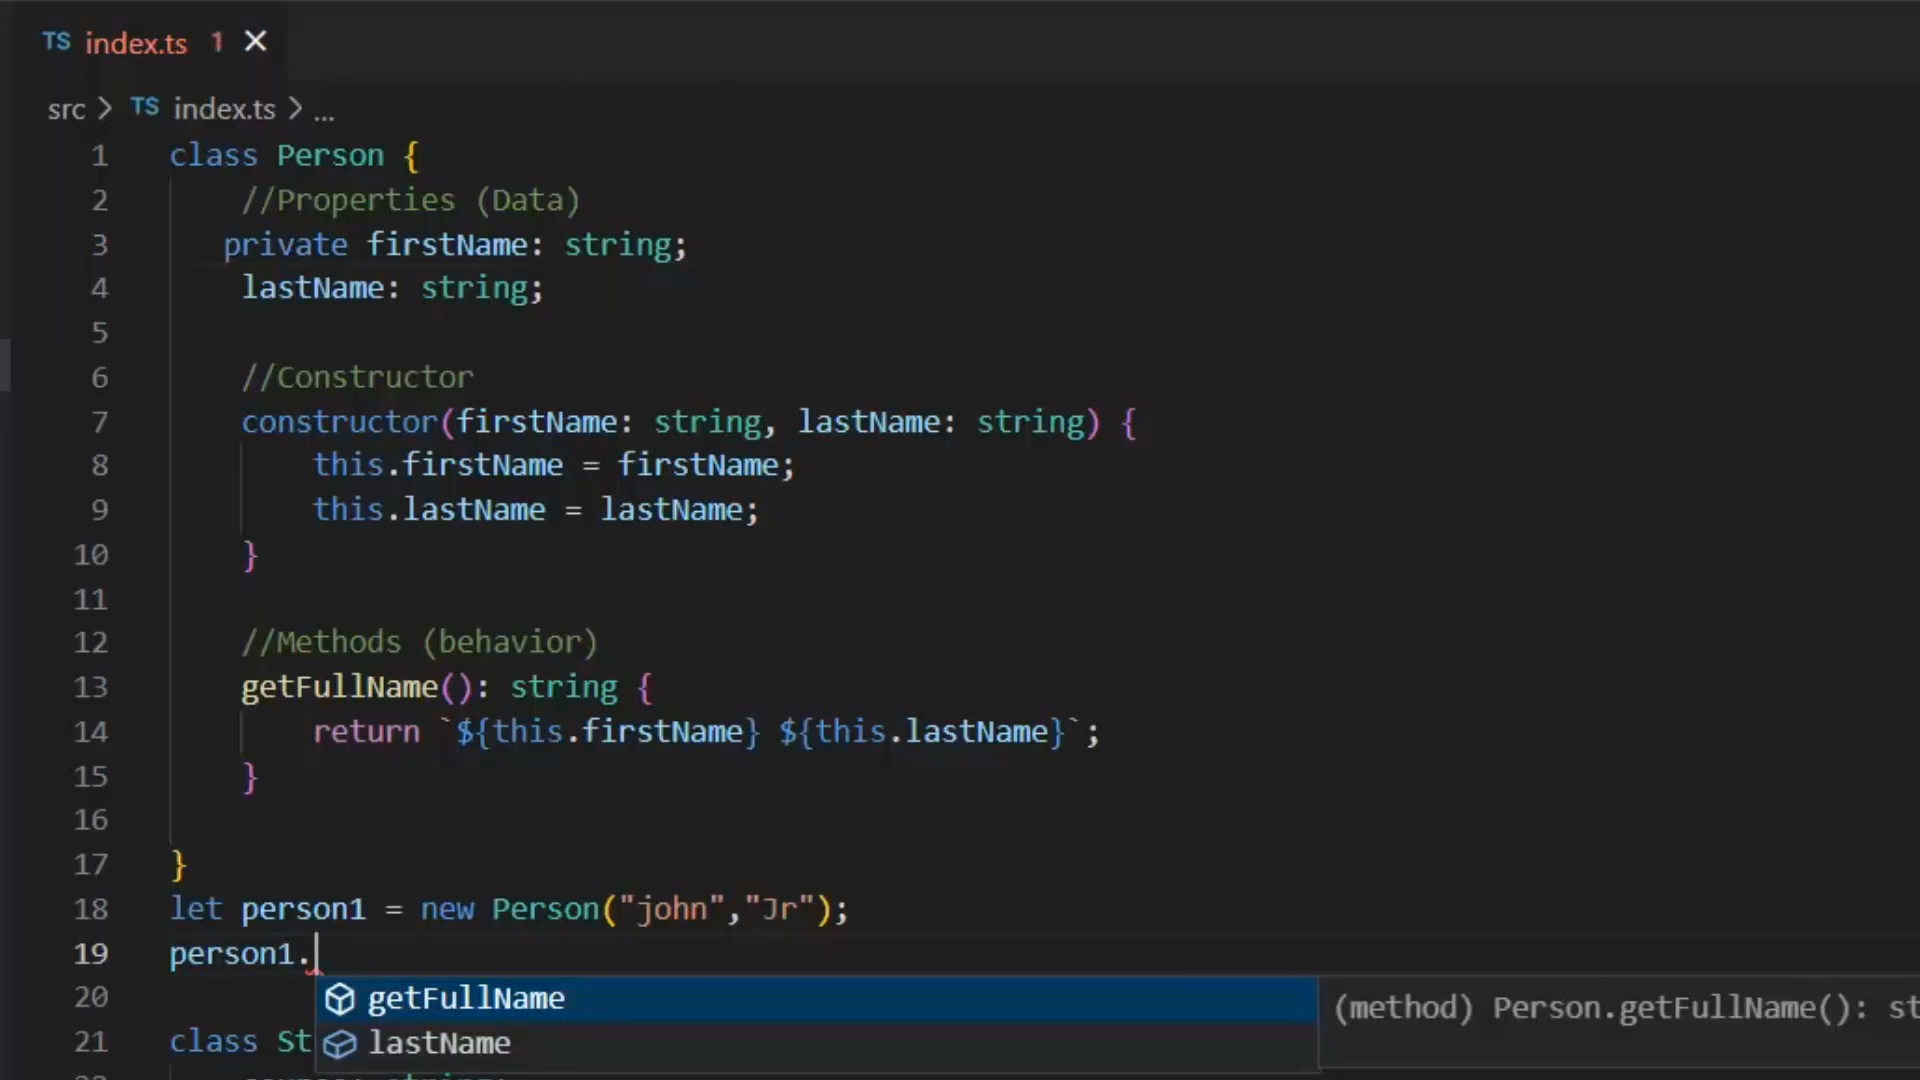 TS index.ts 1 ✕
src > TS index.ts > ...
1 class Person {
2 //Properties (Data)
3 private firstName: string;
4 lastName: string;
5
6 //Constructor
7 constructor(firstName: string, lastName: string) {
8 this.firstName = firstName;
9 this.lastName = lastName;
10 }
11
12 //Methods (behavior)
13 getFullName(): string {
14 return `${this.firstName} ${this.lastName}`;
15 }
16
17 }
18 let person1 = new Person("john","Jr");
19 person1.
20 getFullName (method) Person.getFullName(): st
21 class St lastName